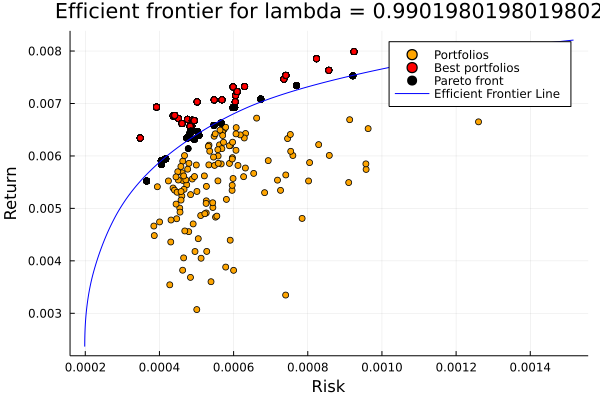 Efficient frontier for lambda = 0.9901980198019802
0.008
0.007
0.006
0.005
0.004
0.003
Return
Portfolios
Best portfolios
Pareto front
Efficient Frontier Line
0.0002
0.0004
0.0006
0.0008
0.0010
0.0012
0.0014
Risk